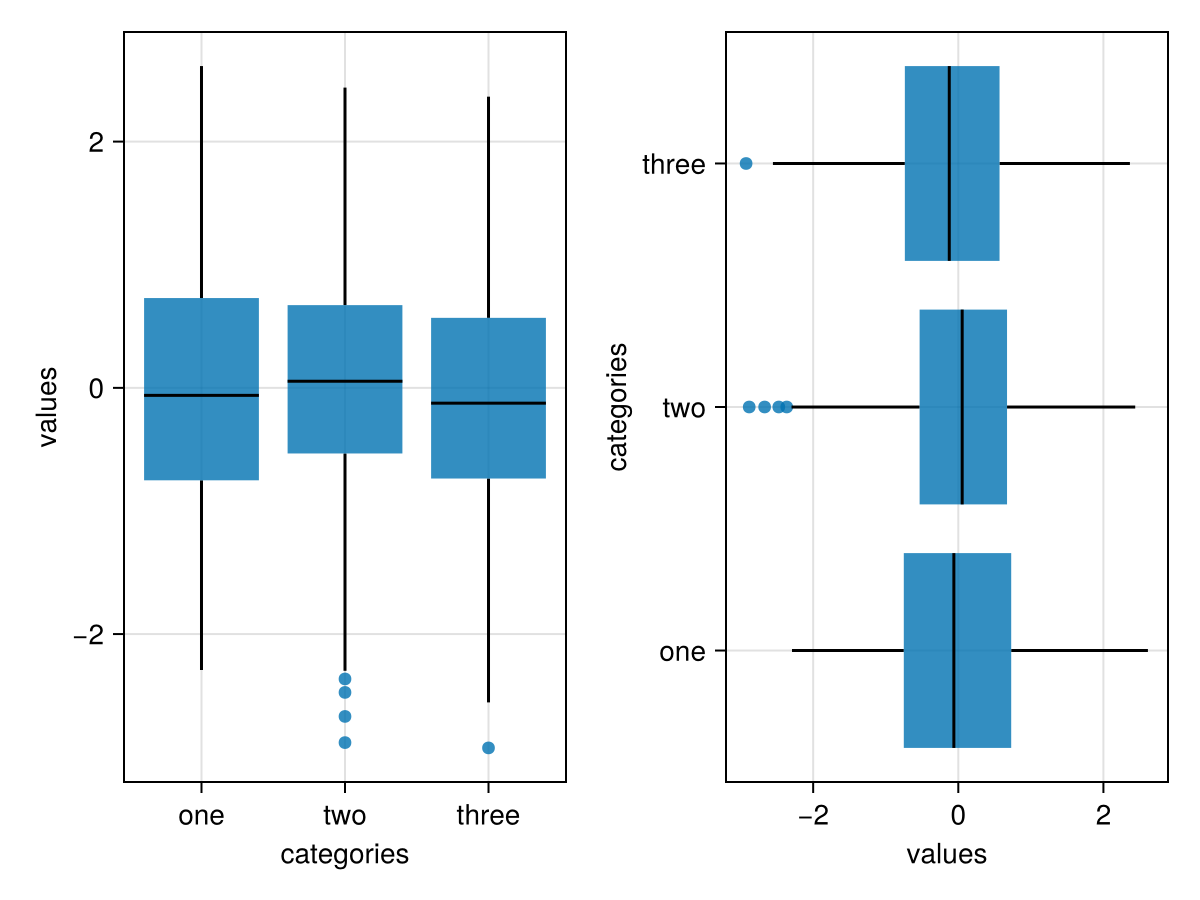 values
2
0
−2
one two three
categories
categories
three
two
one
−2 0 2
values